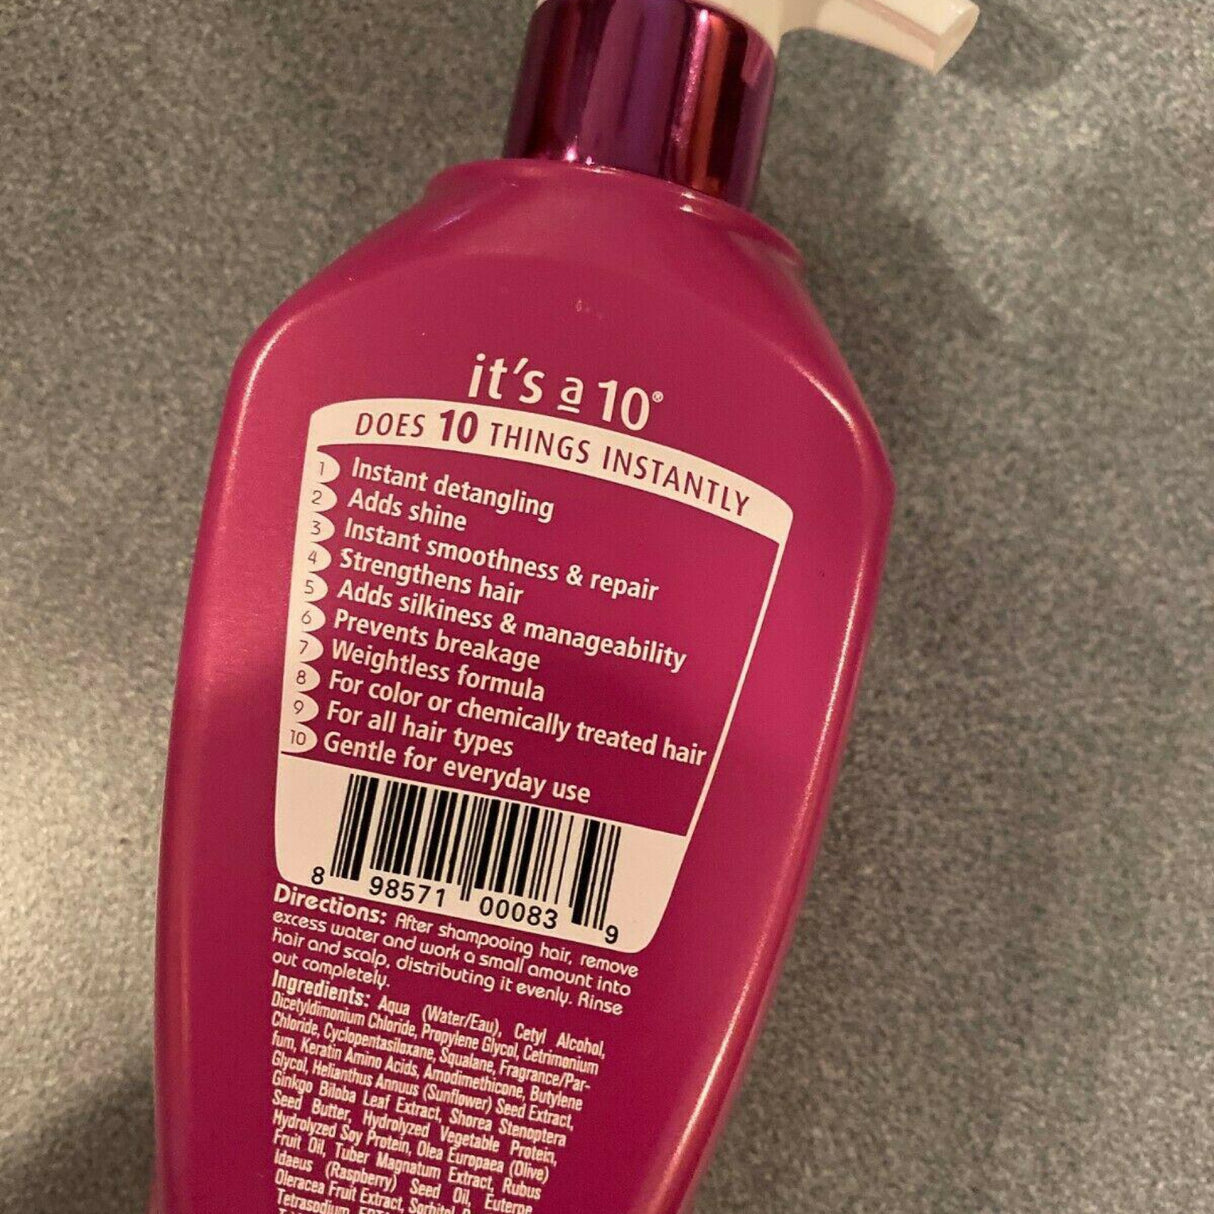 it's a 10®
DOES 10 THINGS INSTANTLY
1 Instant detangling
2 Adds shine
3 Instant smoothness & repair
4 Strengthens hair
5 Adds silkiness & manageability
6 Prevents breakage
7 Weightless formula
8 For color or chemically treated hair
9 For all hair types
10 Gentle for everyday use
8 98571 00083 9
Directions: After shampooing hair, remove
excess water and work a small amount into
hair and scalp, distributing it evenly. Rinse
out completely.
Ingredients: Aqua (Water/Eau), Cetyl Alcohol,
Dicetyldimonium Chloride, Propylene Glycol, Cetrimonium
Chloride, Cyclopentasiloxane, Squalane, Fragrance/Par-
fum, Keratin Amino Acids, Amodimethicone, Butylene
Glycol, Helianthus Annuus (Sunflower) Seed Extract,
Ginkgo Biloba Leaf Extract, Shorea Stenoptera
Seed Butter, Hydrolyzed Vegetable Protein,
Hydrolyzed Soy Protein, Olea Europaea (Olive)
Fruit Oil, Tuber Magnatum Extract, Rubus
Idaeus (Raspberry) Seed Oil, Euterpe
Oleracea Fruit Extract, Sorbitol,
Tetrasodium